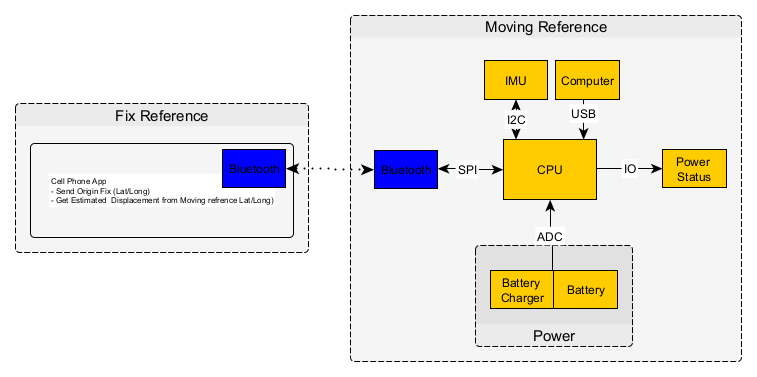 Moving Reference
IMU
Computer
I2C
USB
Fix Reference
Bluetooth
Cell Phone App
- Send Origin Fix (Lat/Long)
- Get Estimated  Displacement from Moving refrence Lat/Long)
Bluetooth
SPI
CPU
IO
Power
Status
ADC
Battery
Charger
Battery
Power